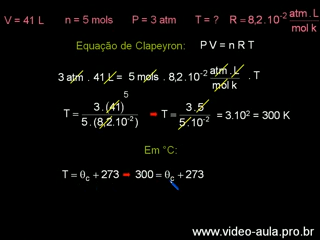 V = 41 L n = 5 mols P = 3 atm T = ? R = 8,2.10⁻² atm . L / mol k
Equação de Clapeyron: P V = n R T
3 atm . 41 L = 5 mols . 8,2.10⁻² atm . L / mol k . T
5
T = 3 . (41) / 5 . (8,2.10⁻²) ➡ T = 3 . 5 / 5.10⁻² = 3.10² = 300 K
Em °C:
T = θc + 273 ➡ 300 = θc + 273
www.video-aula.pro.br